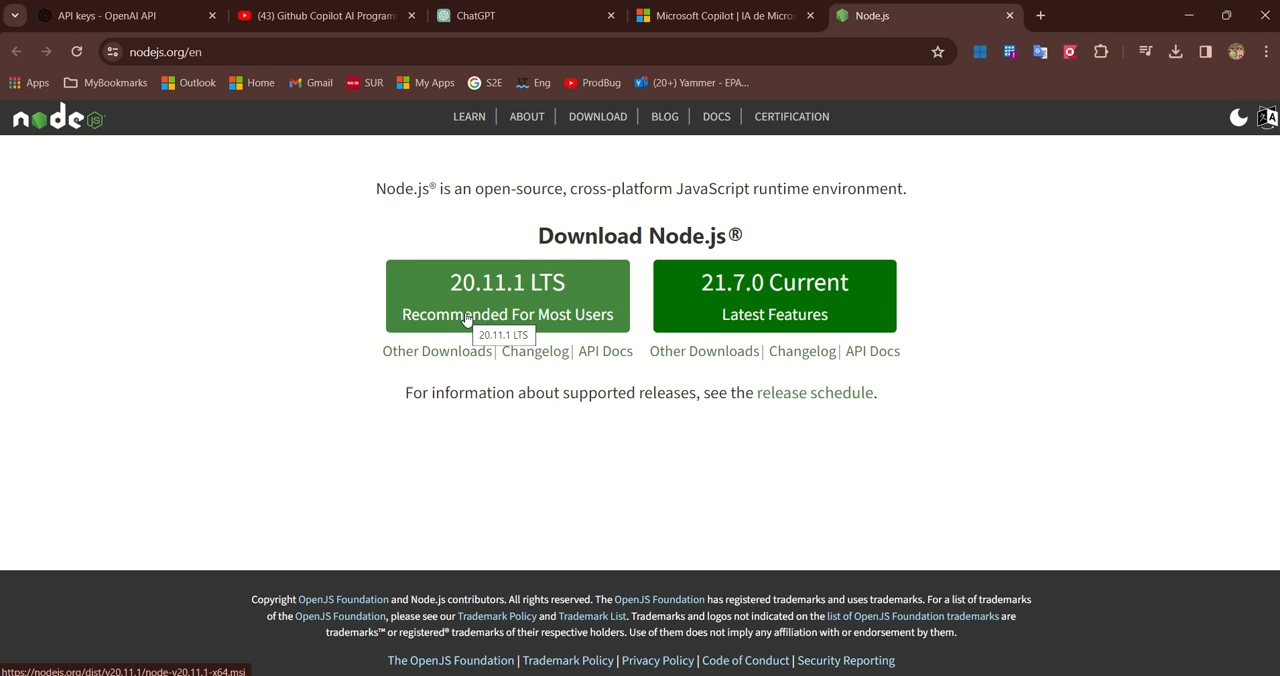 API keys - OpenAI API
(43) Github Copilot AI Program
ChatGPT
Microsoft Copilot | IA de Micros
Node.js
nodejs.org/en
Apps MyBookmarks Outlook Home Gmail SUR My Apps S2E Eng ProdBug (20+) Yammer - EPA...
node JS
LEARN ABOUT DOWNLOAD BLOG DOCS CERTIFICATION
Node.js® is an open-source, cross-platform JavaScript runtime environment.
Download Node.js®
20.11.1 LTS
Recommended For Most Users
20.11.1 LTS
21.7.0 Current
Latest Features
Other Downloads | Changelog | API Docs
Other Downloads | Changelog | API Docs
For information about supported releases, see the release schedule.
Copyright OpenJS Foundation and Node.js contributors. All rights reserved. The OpenJS Foundation has registered trademarks and uses trademarks. For a list of trademarks
of the OpenJS Foundation, please see our Trademark Policy and Trademark List. Trademarks and logos not indicated on the list of OpenJS Foundation trademarks are
trademarks™ or registered® trademarks of their respective holders. Use of them does not imply any affiliation with or endorsement by them.
The OpenJS Foundation | Trademark Policy | Privacy Policy | Code of Conduct | Security Reporting
https://nodejs.org/dist/v20.11.1/node-v20.11.1-x64.msi